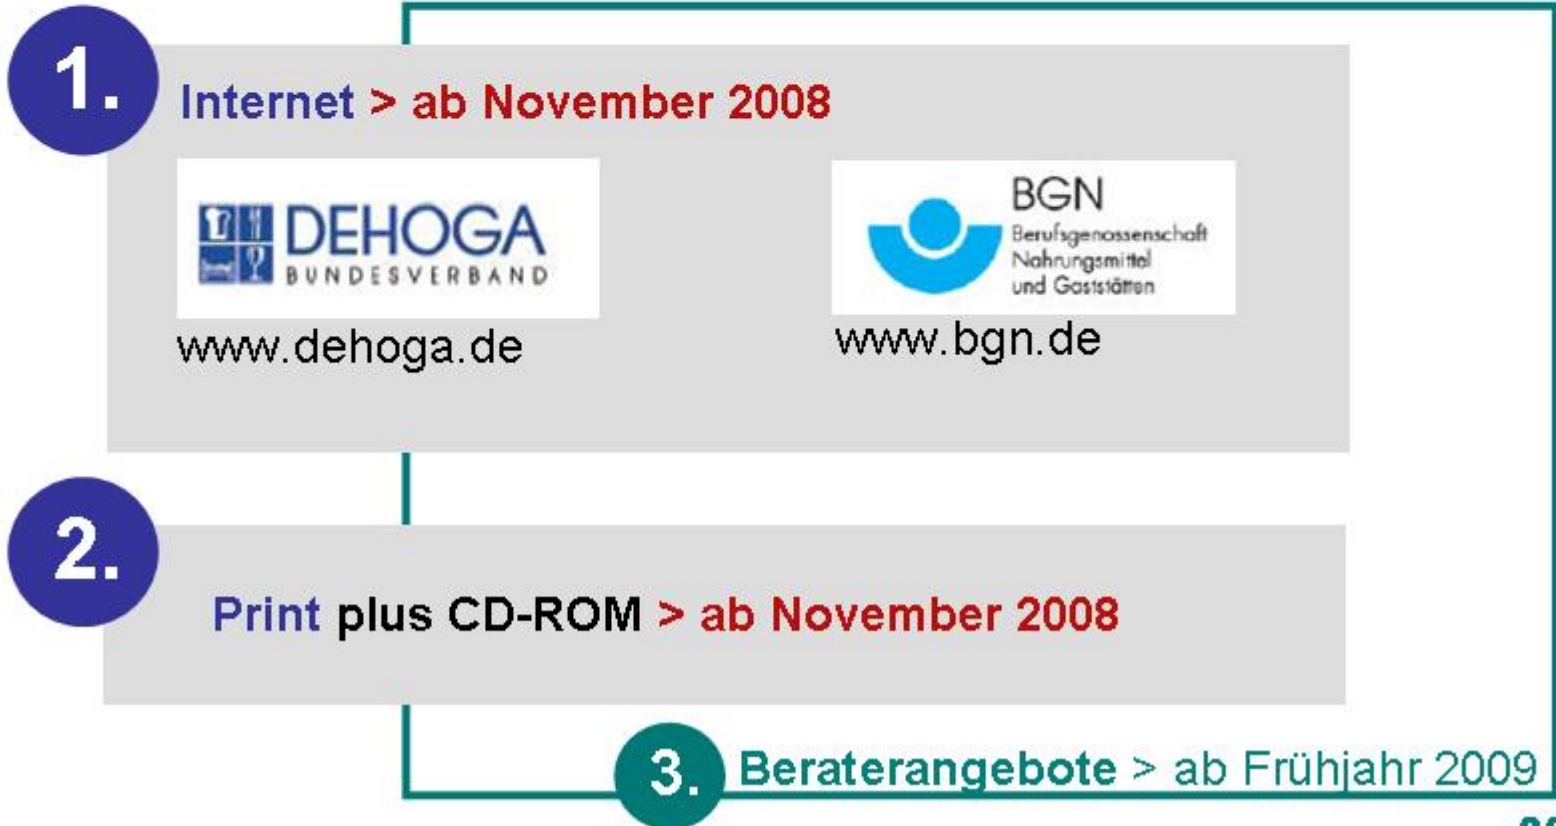 1.
Internet > ab November 2008
DEHOGA
BUNDESVERBAND
www.dehoga.de
BGN
Berufsgenossenschaft
Nahrungsmittel
und Gaststätten
www.bgn.de
2.
Print plus CD-ROM > ab November 2008
3.
Beraterangebote > ab Frühjahr 2009